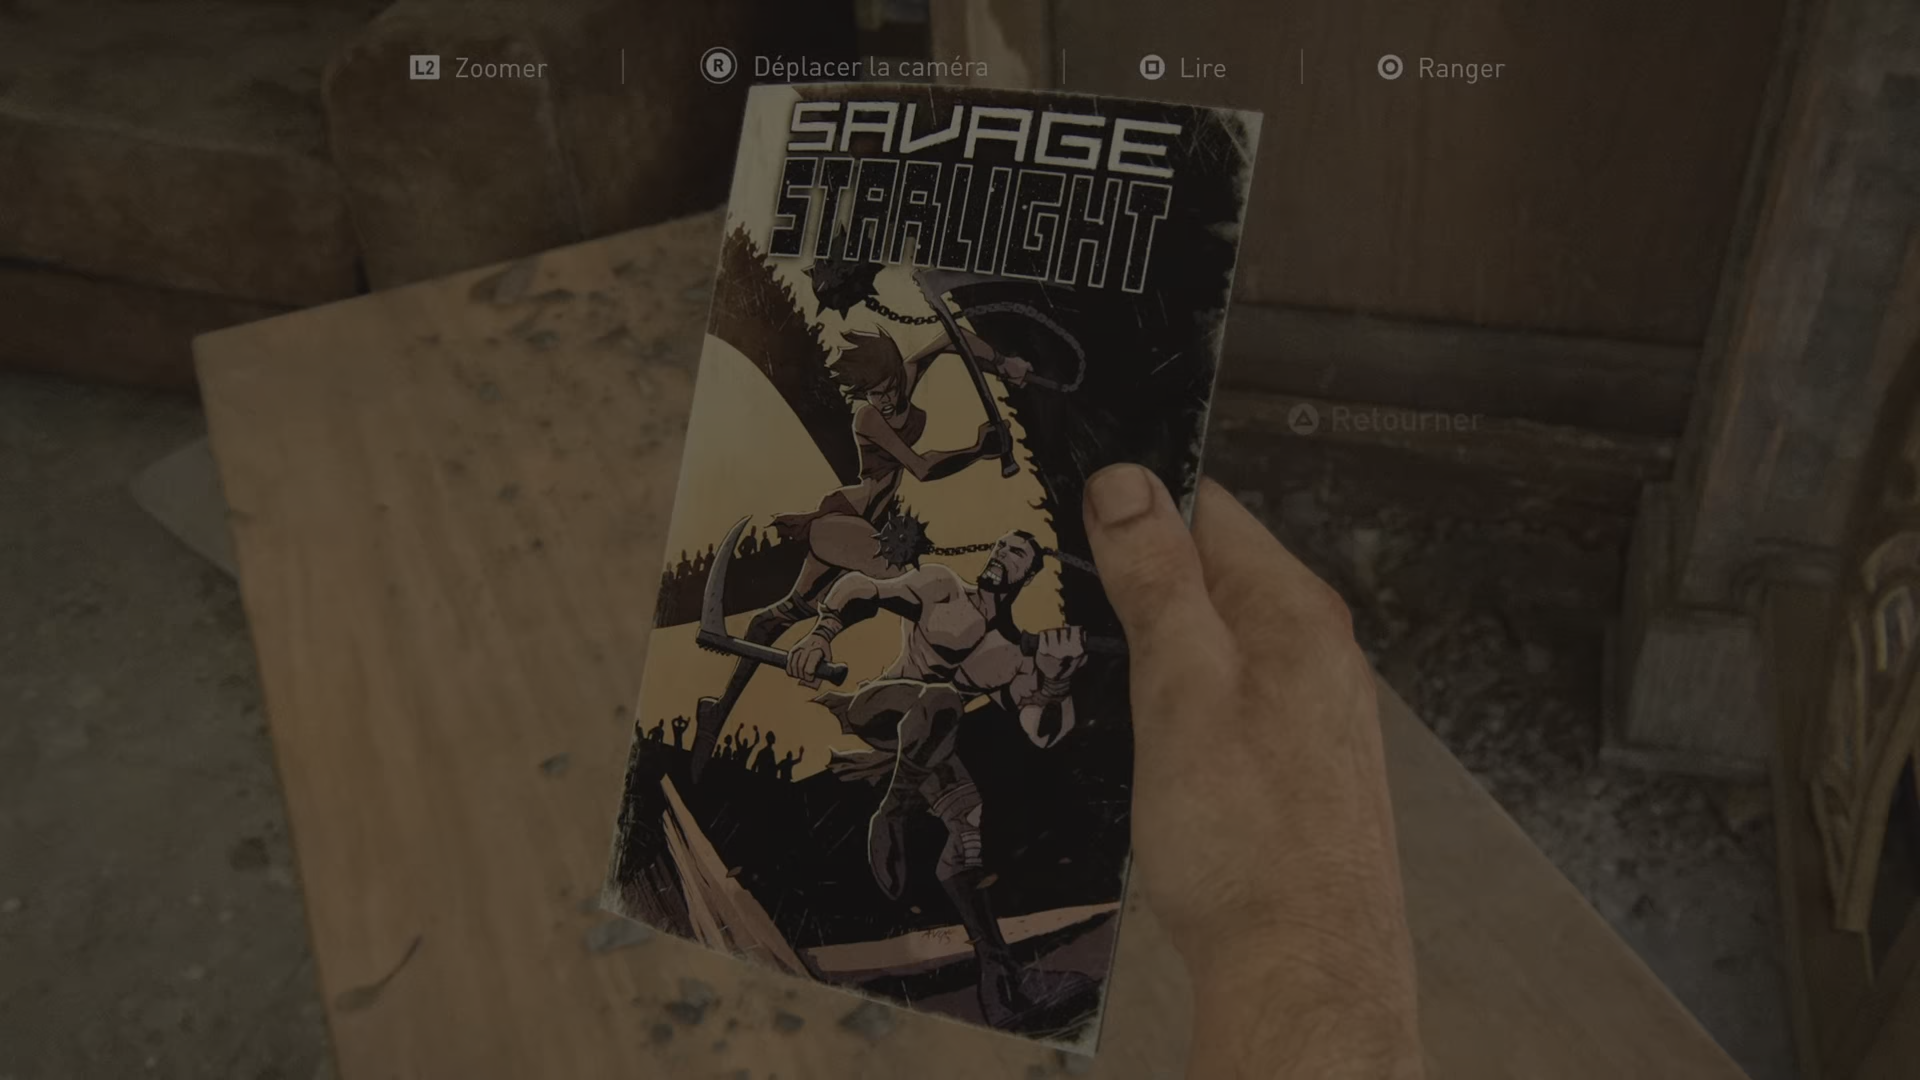 L2 Zoomer
R Déplacer la caméra
Lire
Ranger
SAVAGE
STARLIGHT
Retourner